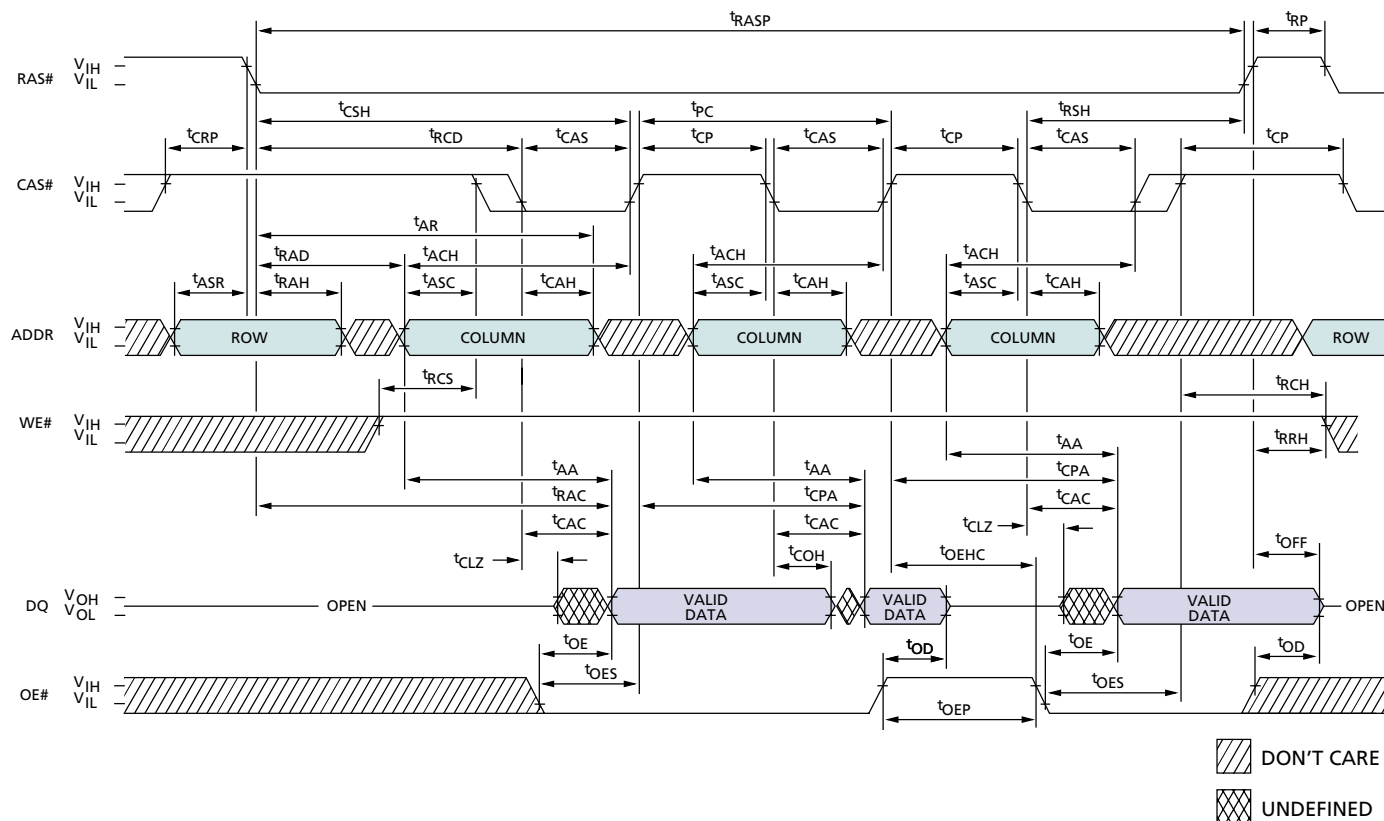 tRASP tRP
RAS# VIH
VIL
tCSH tPC tRSH
tCRP tRCD tCAS tCP tCAS tCP tCAS tCP
CAS# VIH
VIL
tAR
tRAD tACH tACH tACH
tASR tRAH tASC tCAH tASC tCAH tASC tCAH
ADDR VIH
VIL
ROW COLUMN COLUMN COLUMN ROW
tRCS tRCH
WE# VIH
VIL
tRRH
tAA tAA tAA
tRAC tCPA tCPA
tCAC tCAC tCAC
tCLZ tCOH tOEHC tCLZ tOFF
DQ VOH
VOL
OPEN VALID DATA VALID DATA VALID DATA OPEN
tOE tOD tOE tOD
tOES tOES
OE# VIH
VIL
tOEP
DON'T CARE
UNDEFINED